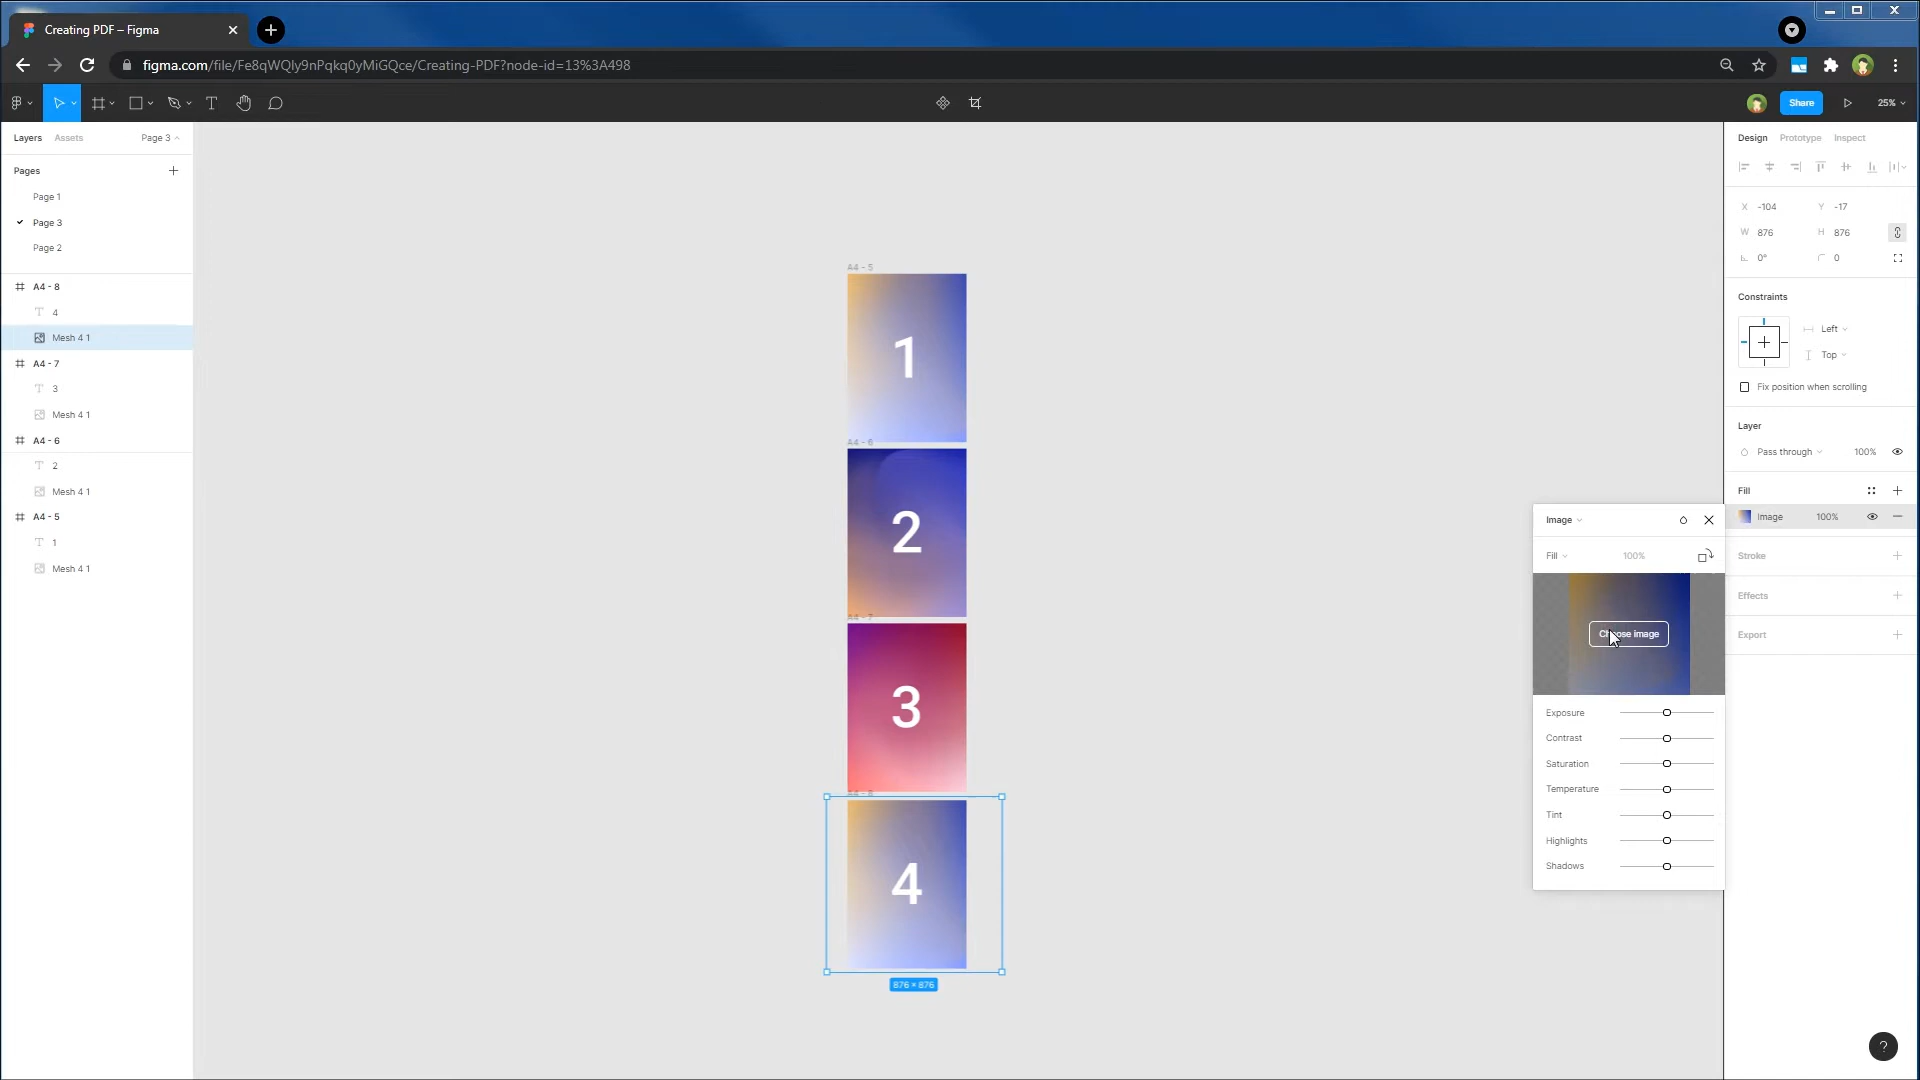 Creating PDF – Figma
figma.com/file/Fe8qWQly9nPqkq0yMiGQce/Creating-PDF?node-id=13%3A498
Share
25%
Layers
Assets
Page 3
Pages
Page 1
Page 3
Page 2
A4 - 8
4
Mesh 4 1
A4 - 7
3
Mesh 4 1
A4 - 6
2
Mesh 4 1
A4 - 5
1
Mesh 4 1
A4 - 5
1
A4 - 6
2
A4 - 7
3
A4 - 8
4
876 × 876
Image
Fill
100%
Choose image
Exposure
Contrast
Saturation
Temperature
Tint
Highlights
Shadows
Design
Prototype
Inspect
X -104
Y -17
W 876
H 876
0°
0
Constraints
Left
Top
Fix position when scrolling
Layer
Pass through
100%
Fill
Image
100%
Stroke
Effects
Export
?